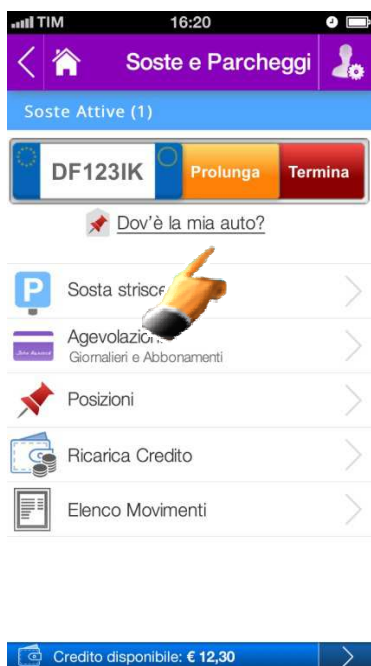 TIM 16:20
Soste e Parcheggi
Soste Attive (1)
DF123IK Prolunga Termina
Dov'è la mia auto?
P Sosta strisce
Agevolazion
Giornalieri e Abbonamenti
Posizioni
Ricarica Credito
Elenco Movimenti
Credito disponibile: € 12,30